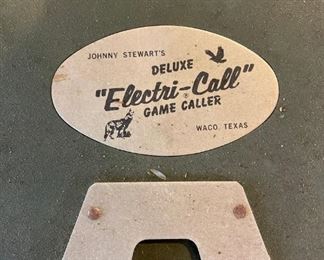 JOHNNY STEWART'S
DELUXE
"Electri-Call"
GAME CALLER
WACO, TEXAS